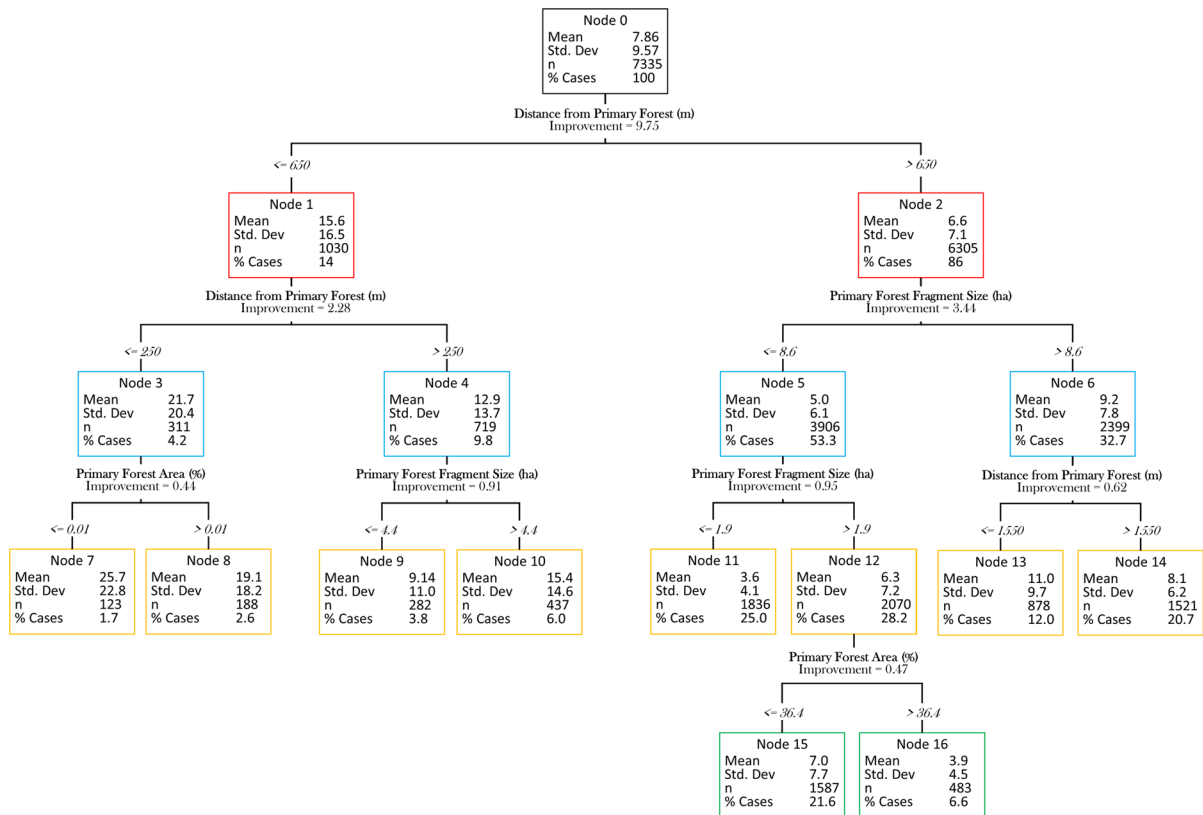 Node 0
Mean 7.86
Std. Dev 9.57
n 7335
% Cases 100
Distance from Primary Forest (m)
Improvement = 9.75
<= 650
> 650
Node 1
Mean 15.6
Std. Dev 16.5
n 1030
% Cases 14
Node 2
Mean 6.6
Std. Dev 7.1
n 6305
% Cases 86
Distance from Primary Forest (m)
Improvement = 2.28
Primary Forest Fragment Size (ha)
Improvement = 3.44
<= 250
> 250
<= 8.6
> 8.6
Node 3
Mean 21.7
Std. Dev 20.4
n 311
% Cases 4.2
Node 4
Mean 12.9
Std. Dev 13.7
n 719
% Cases 9.8
Node 5
Mean 5.0
Std. Dev 6.1
n 3906
% Cases 53.3
Node 6
Mean 9.2
Std. Dev 7.8
n 2399
% Cases 32.7
Primary Forest Area (%)
Improvement = 0.44
Primary Forest Fragment Size (ha)
Improvement = 0.91
Primary Forest Fragment Size (ha)
Improvement = 0.95
Distance from Primary Forest (m)
Improvement = 0.62
<= 0.01
> 0.01
<= 4.4
> 4.4
<= 1.9
> 1.9
<= 1550
> 1550
Node 7
Mean 25.7
Std. Dev 22.8
n 123
% Cases 1.7
Node 8
Mean 19.1
Std. Dev 18.2
n 188
% Cases 2.6
Node 9
Mean 9.14
Std. Dev 11.0
n 282
% Cases 3.8
Node 10
Mean 15.4
Std. Dev 14.6
n 437
% Cases 6.0
Node 11
Mean 3.6
Std. Dev 4.1
n 1836
% Cases 25.0
Node 12
Mean 6.3
Std. Dev 7.2
n 2070
% Cases 28.2
Node 13
Mean 11.0
Std. Dev 9.7
n 878
% Cases 12.0
Node 14
Mean 8.1
Std. Dev 6.2
n 1521
% Cases 20.7
Primary Forest Area (%)
Improvement = 0.47
<= 36.4
> 36.4
Node 15
Mean 7.0
Std. Dev 7.7
n 1587
% Cases 21.6
Node 16
Mean 3.9
Std. Dev 4.5
n 483
% Cases 6.6